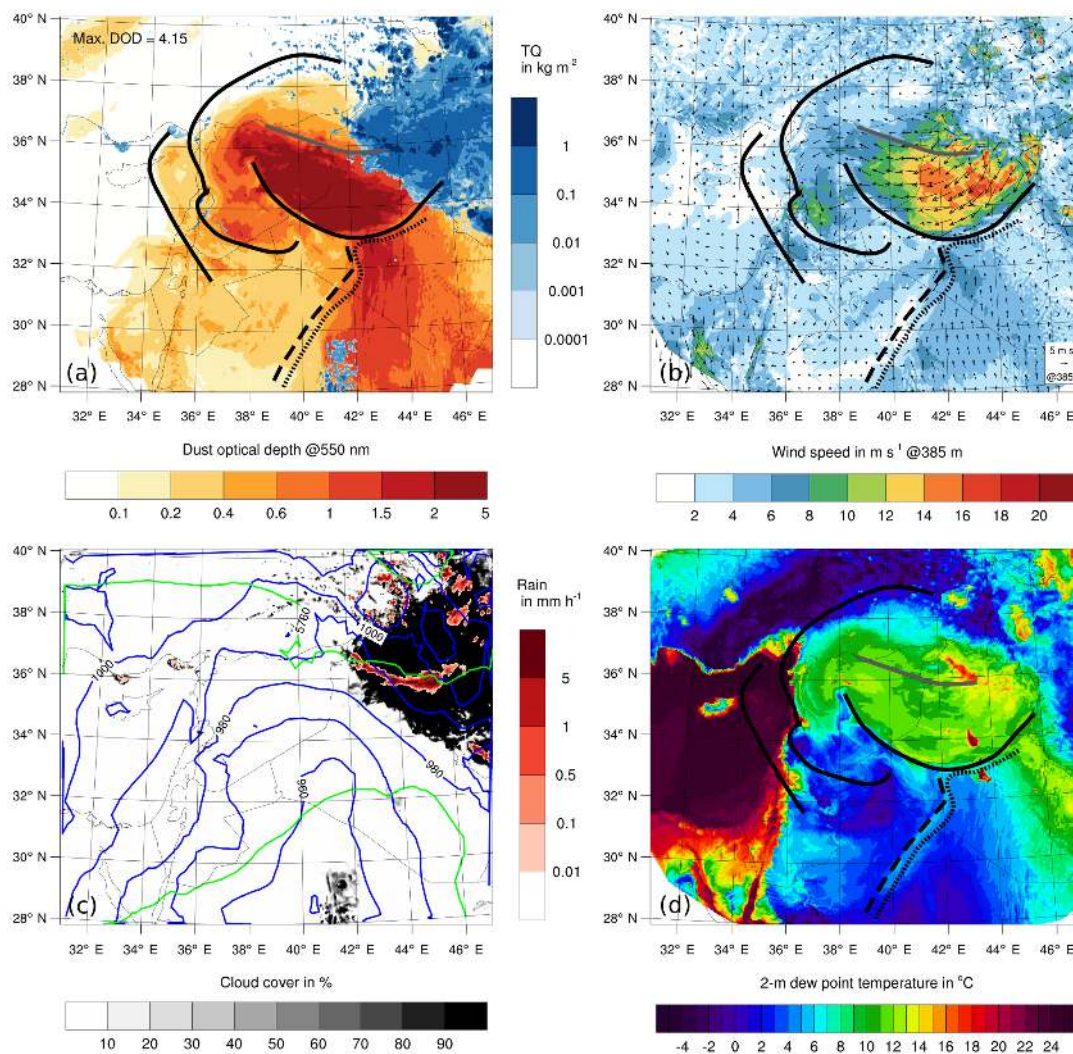 Max. DOD = 4.15
TQ
in kg m⁻²
40° N
38° N
36° N
34° N
32° N
30° N
28° N
1
0.1
0.01
0.001
0.0001
(a)
32° E 34° E 36° E 38° E 40° E 42° E 44° E 46° E
Dust optical depth @550 nm
0.1 0.2 0.4 0.6 1 1.5 2 5
40° N
38° N
36° N
34° N
32° N
30° N
28° N
(b)
5 m s
@385
32° E 34° E 36° E 38° E 40° E 42° E 44° E 46° E
Wind speed in m s⁻¹ @385 m
2 4 6 8 10 12 14 16 18 20
40° N
38° N
36° N
34° N
32° N
30° N
28° N
5760
1000
1000
980
980
960
(c)
Rain
in mm h⁻¹
5
1
0.5
0.1
0.01
32° E 34° E 36° E 38° E 40° E 42° E 44° E 46° E
Cloud cover in %
10 20 30 40 50 60 70 80 90
40° N
38° N
36° N
34° N
32° N
30° N
28° N
(d)
32° E 34° E 36° E 38° E 40° E 42° E 44° E 46° E
2-m dew point temperature in °C
-4 -2 0 2 4 6 8 10 12 14 16 18 20 22 24